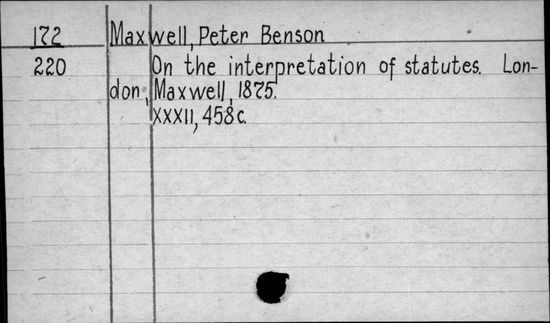 172 Maxwell, Peter Benson
220 On the interpretation of statutes. Lon-
don, Maxwell, 1875.
XXXII, 458 c.